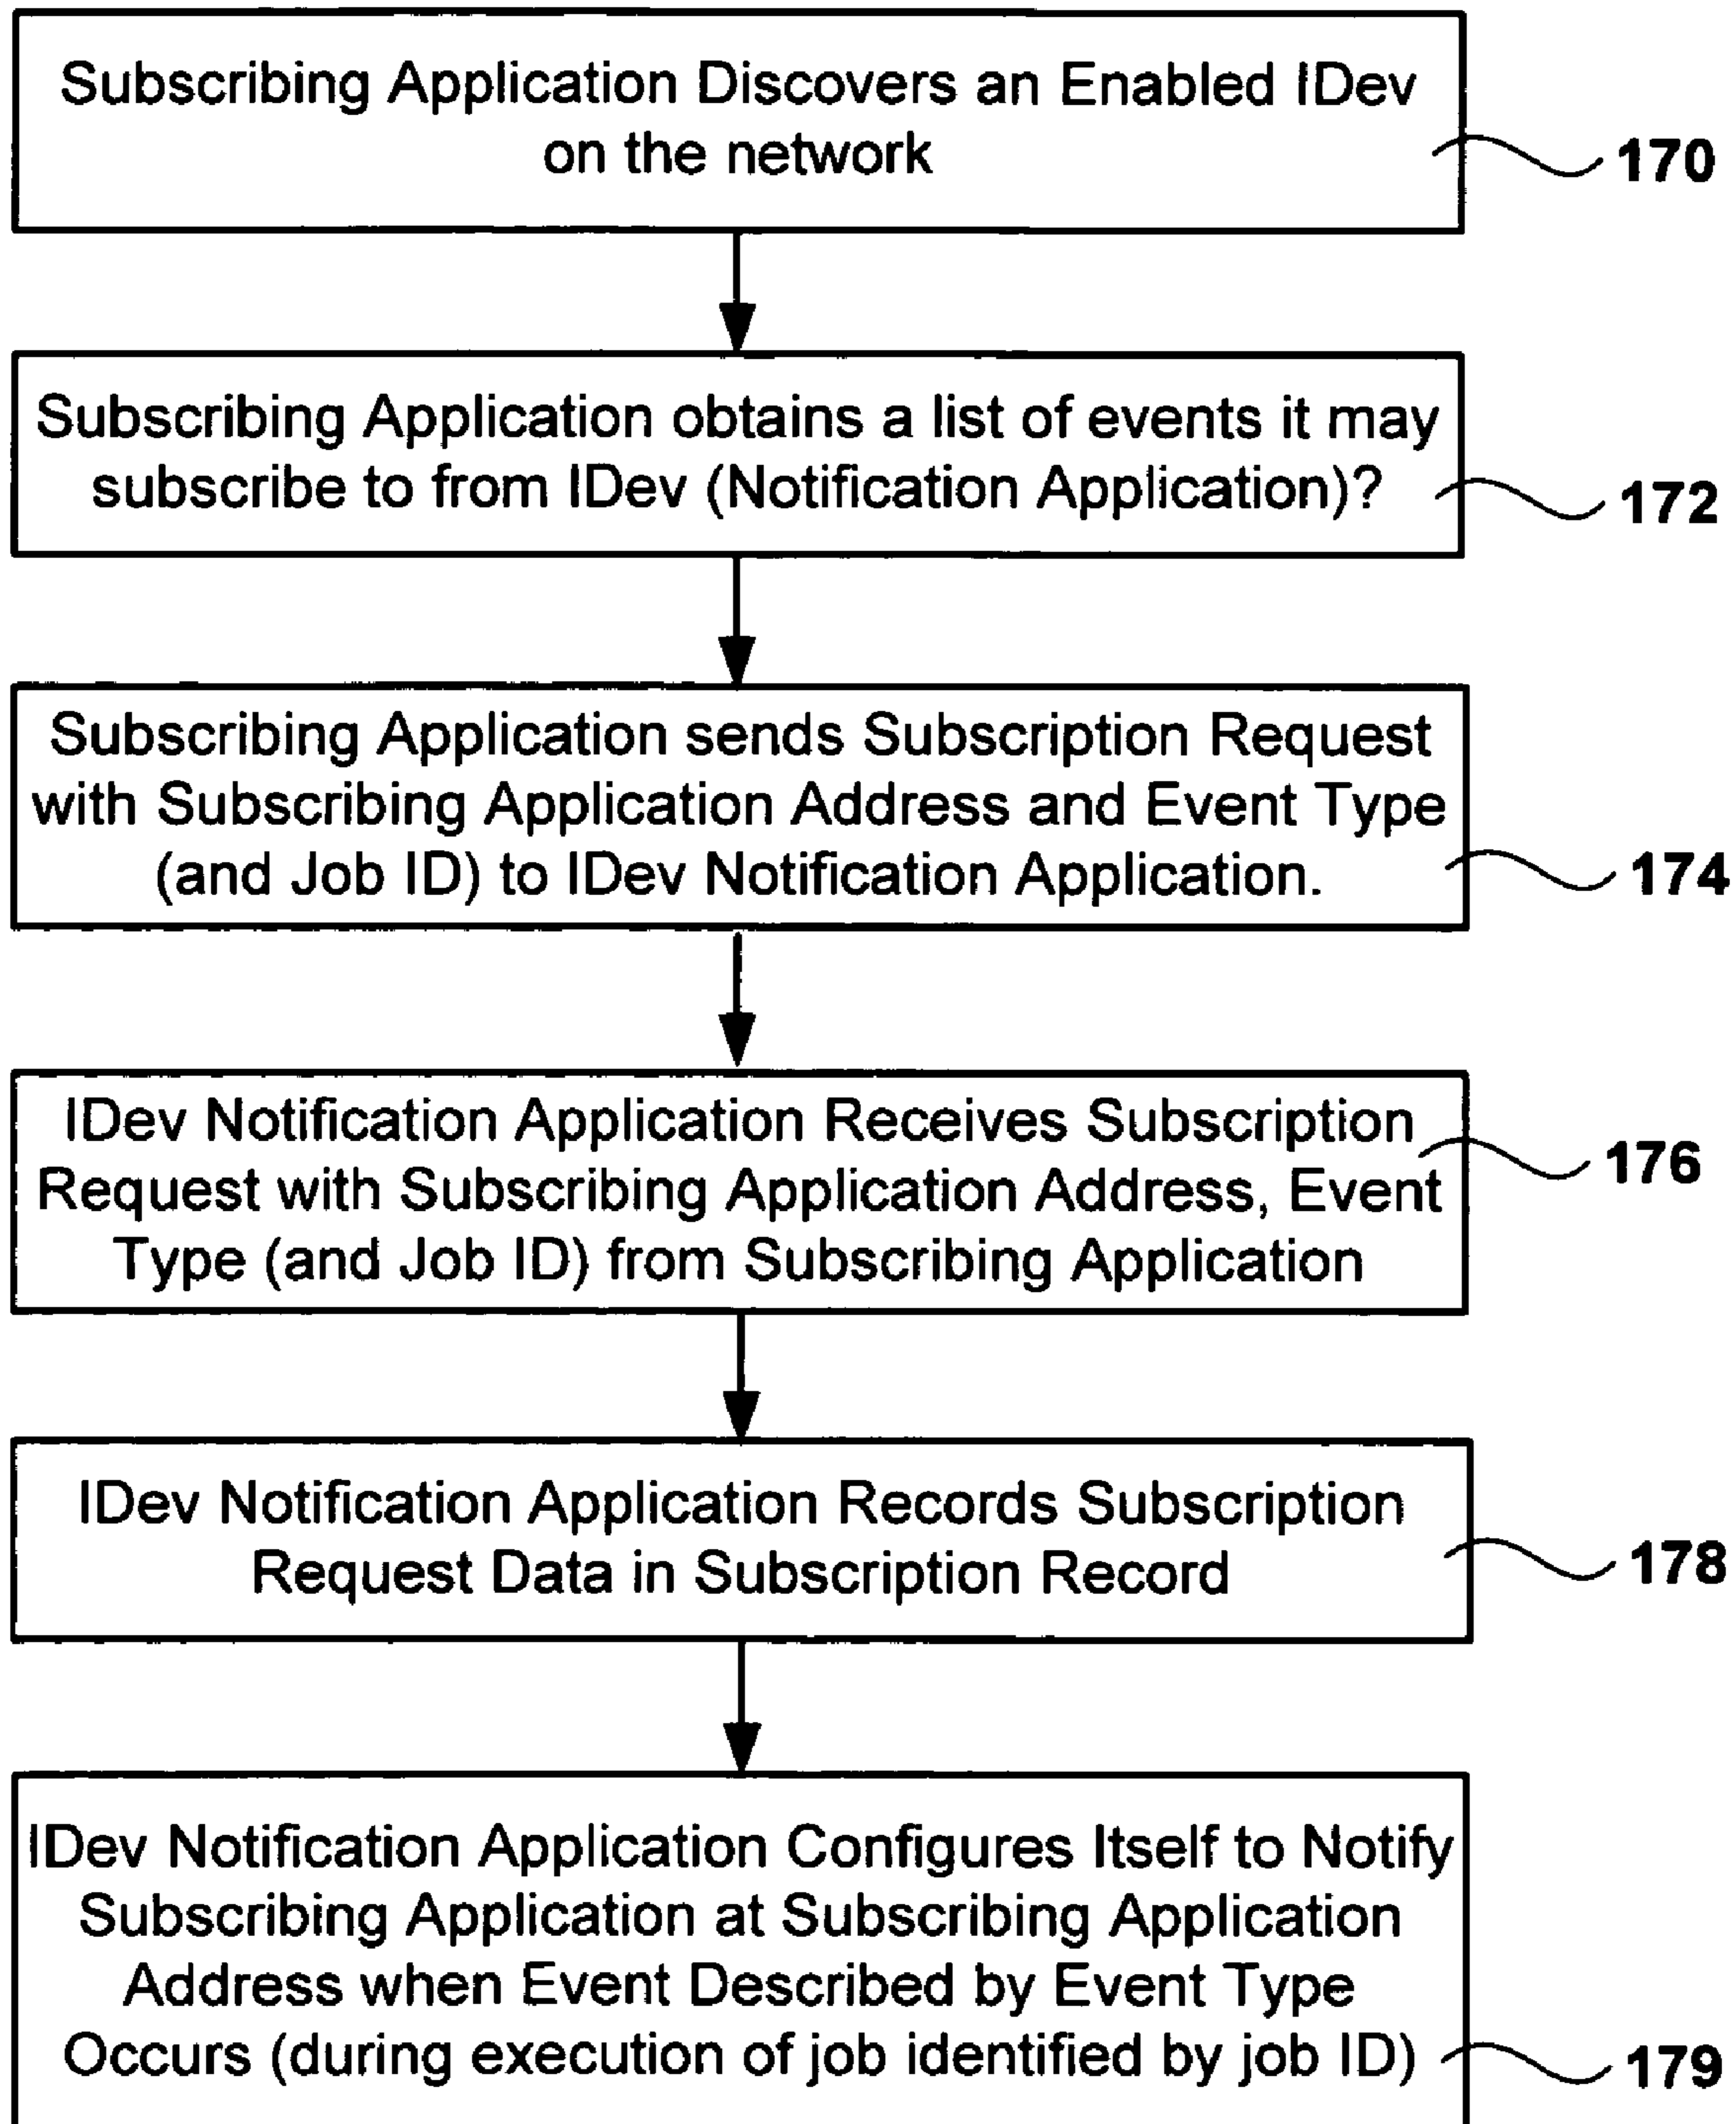 Subscribing Application Discovers an Enabled IDev
on the network
170
Subscribing Application obtains a list of events it may
subscribe to from IDev (Notification Application)?
172
Subscribing Application sends Subscription Request
with Subscribing Application Address and Event Type
(and Job ID) to IDev Notification Application.
174
IDev Notification Application Receives Subscription
Request with Subscribing Application Address, Event
Type (and Job ID) from Subscribing Application
176
IDev Notification Application Records Subscription
Request Data in Subscription Record
178
IDev Notification Application Configures Itself to Notify
Subscribing Application at Subscribing Application
Address when Event Described by Event Type
Occurs (during execution of job identified by job ID)
179